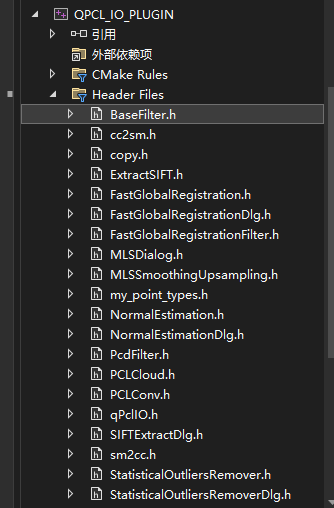 QPCL_IO_PLUGIN
引用
外部依赖项
CMake Rules
Header Files
BaseFilter.h
cc2sm.h
copy.h
ExtractSIFT.h
FastGlobalRegistration.h
FastGlobalRegistrationDlg.h
FastGlobalRegistrationFilter.h
MLSDialog.h
MLSSmoothingUpsampling.h
my_point_types.h
NormalEstimation.h
NormalEstimationDlg.h
PcdFilter.h
PCLCloud.h
PCLConv.h
qPclIO.h
SIFTExtractDlg.h
sm2cc.h
StatisticalOutliersRemover.h
StatisticalOutliersRemoverDlg.h